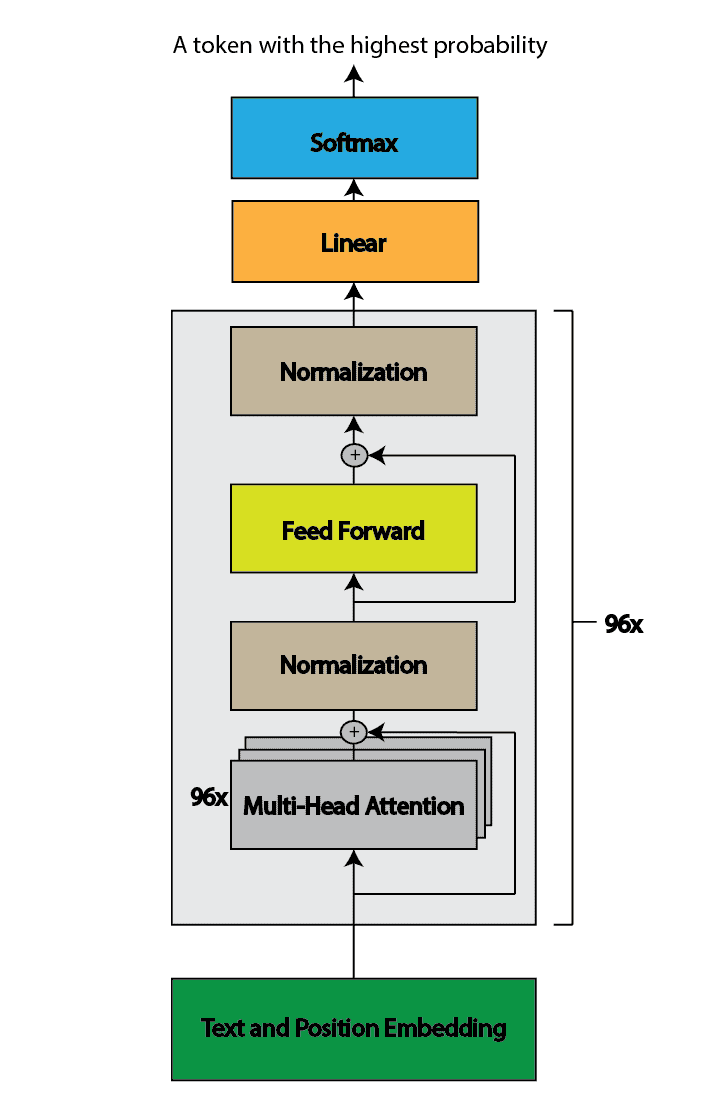 A token with the highest probability
Softmax
Linear
Normalization
+
Feed Forward
96x
Normalization
+
96x
Multi-Head Attention
Text and Position Embedding